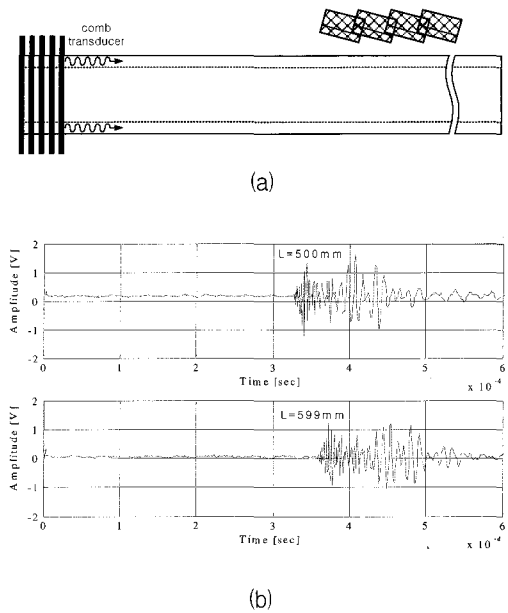 comb
transducer
(a)
2
1
0
-1
-2
Amplitude [V]
L=500mm
0 1 2 3 4 5 6
Time [sec]
x 10⁻⁴
2
1
0
-1
-2
Amplitude [V]
L=599mm
0 1 2 3 4 5 6
Time [sec]
x 10⁻⁴
(b)